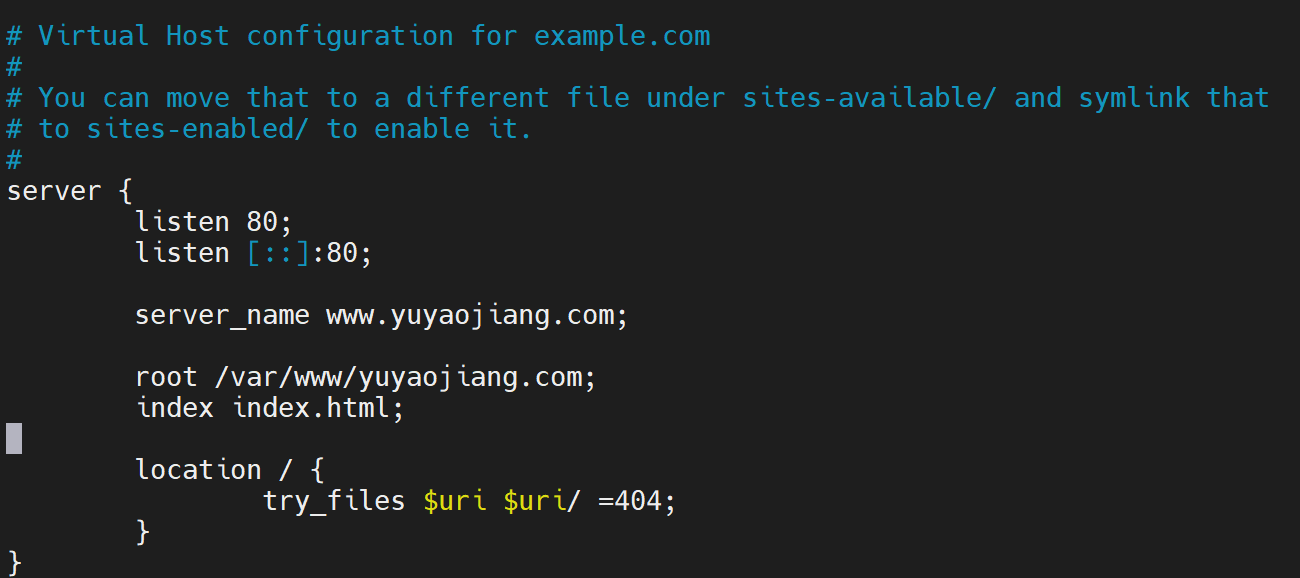 # Virtual Host configuration for example.com
#
# You can move that to a different file under sites-available/ and symlink that
# to sites-enabled/ to enable it.
#
server {
        listen 80;
        listen [::]:80;

        server_name www.yuyaojiang.com;

        root /var/www/yuyaojiang.com;
        index index.html;

        location / {
                try_files $uri $uri/ =404;
        }
}